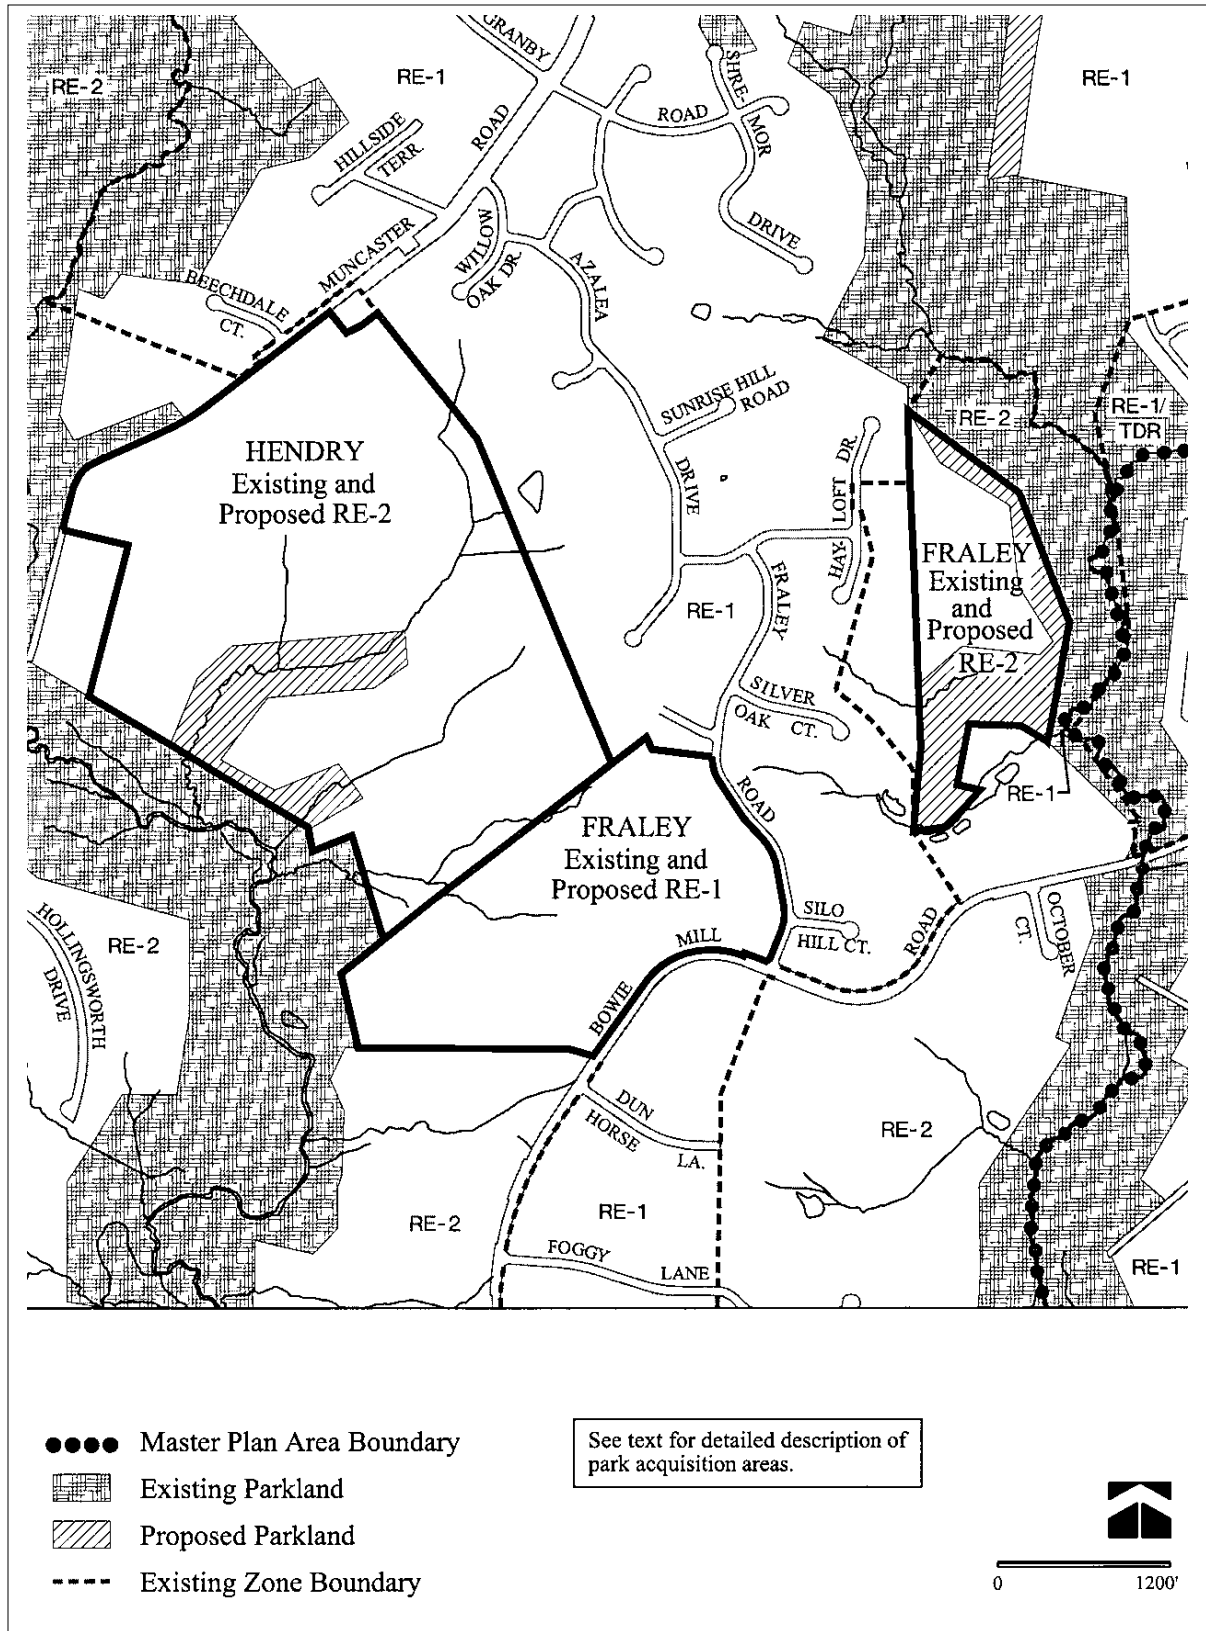 GRANBY
RE-2
RE-1
RE-1
SHRE-
MOR
ROAD
ROAD
HILLSIDE
TERR.
DRIVE
MUNCASTER
WILLOW
OAK DR.
AZALEA
BEECHDALE
CT.
SUNRISE HILL
ROAD
RE-2
RE-1/
TDR
HENDRY
Existing and
Proposed RE-2
DRIVE
LOFT DR.
HAY-
FRALEY
Existing
and
Proposed
RE-2
FRALEY
RE-1
SILVER
OAK CT.
ROAD
RE-1
FRALEY
Existing and
Proposed RE-1
SILO
HILL CT.
ROAD
OCTOBER
CT.
MILL
BOWIE
HOLLINGSWORTH
DRIVE
RE-2
DUN
HORSE
LA.
RE-2
RE-2
RE-1
FOGGY
LANE
RE-1
Master Plan Area Boundary
Existing Parkland
Proposed Parkland
Existing Zone Boundary
See text for detailed description of
park acquisition areas.
0 1200'